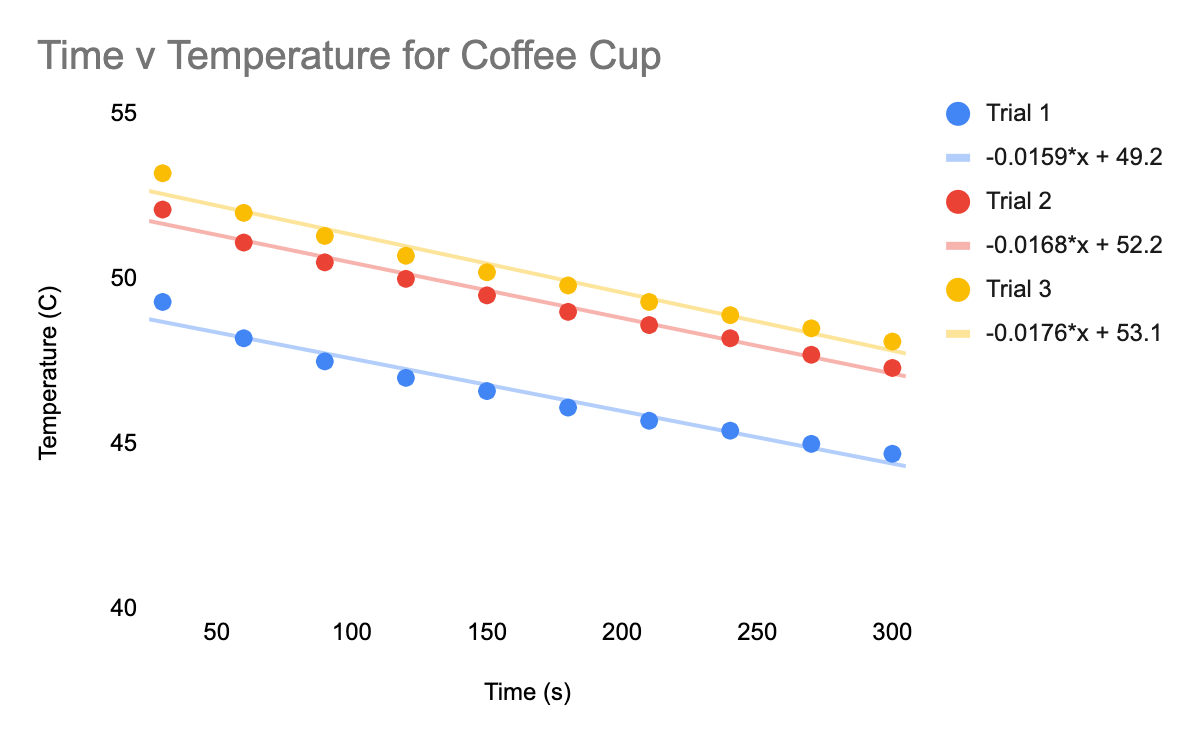 Time v Temperature for Coffee Cup
55
50
45
40
Temperature (C)
50 100 150 200 250 300
Time (s)
Trial 1
-0.0159*x + 49.2
Trial 2
-0.0168*x + 52.2
Trial 3
-0.0176*x + 53.1